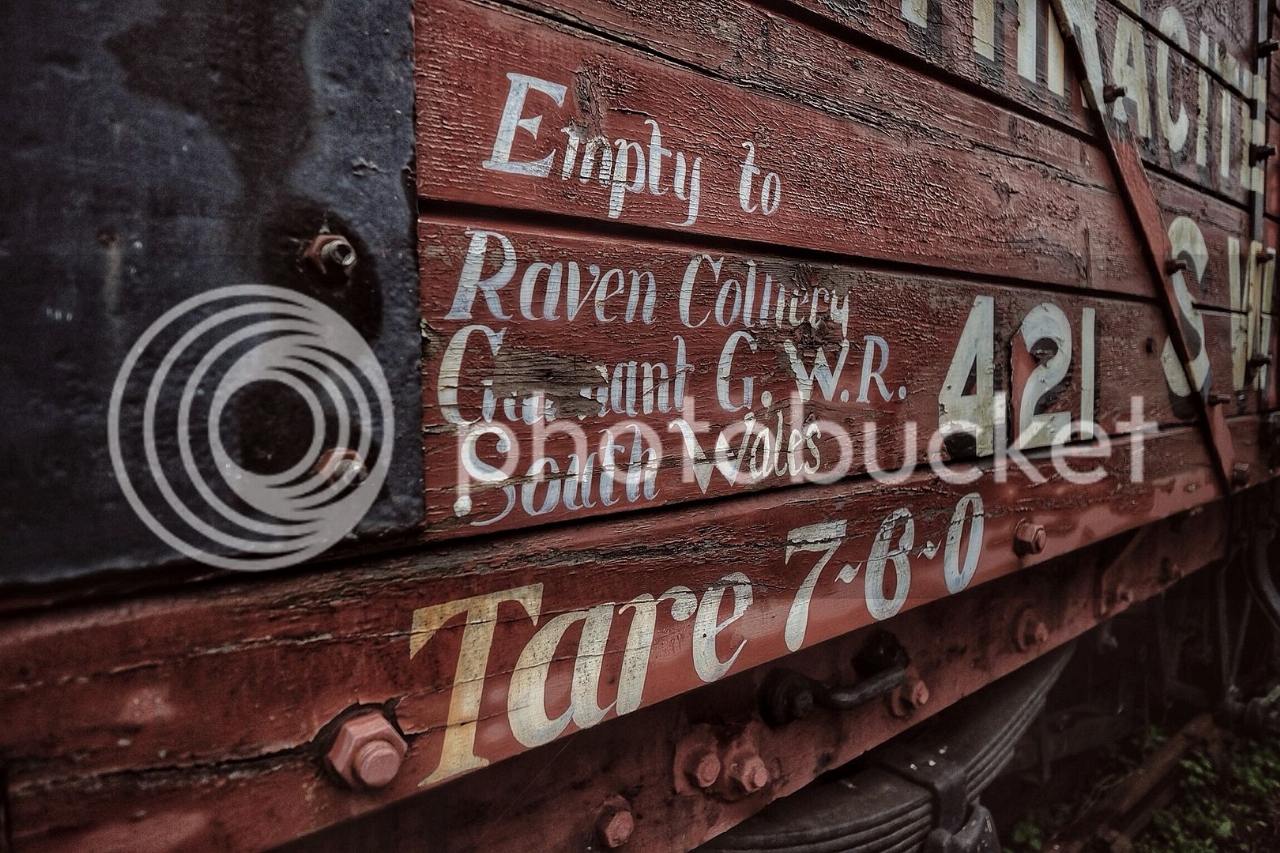 Empty to
Raven Colliery
G.W.R.
South Wales
421
S
Tare 7-8-0
photobucket